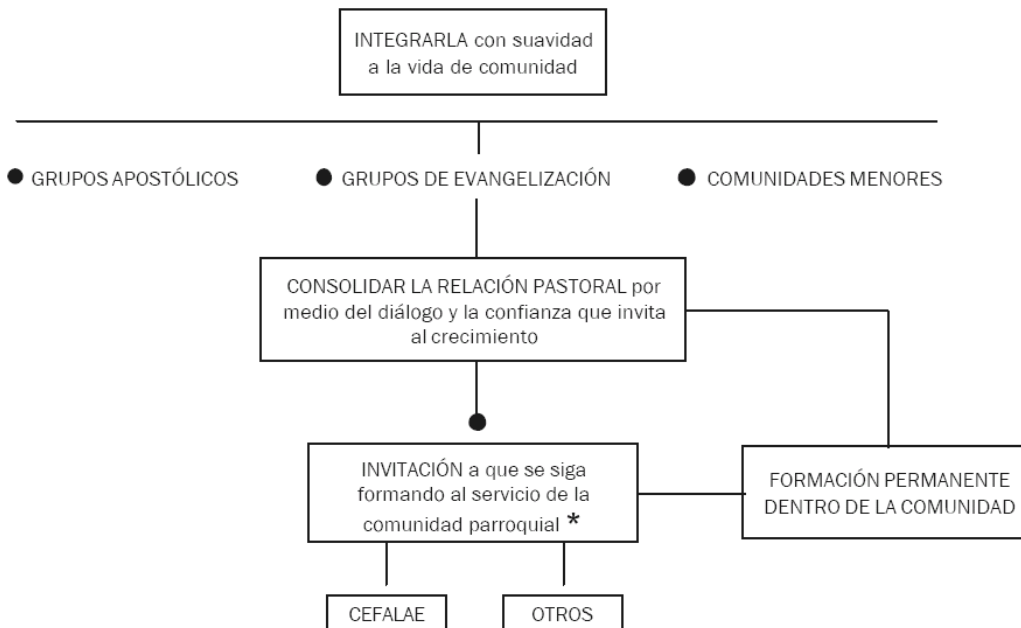 INTEGRARLA con suavidad
a la vida de comunidad
● GRUPOS APOSTÓLICOS
● GRUPOS DE EVANGELIZACIÓN
● COMUNIDADES MENORES
CONSOLIDAR LA RELACIÓN PASTORAL por
medio del diálogo y la confianza que invita
al crecimiento
INVITACIÓN a que se siga
formando al servicio de la
comunidad parroquial *
FORMACIÓN PERMANENTE
DENTRO DE LA COMUNIDAD
CEFALAE
OTROS